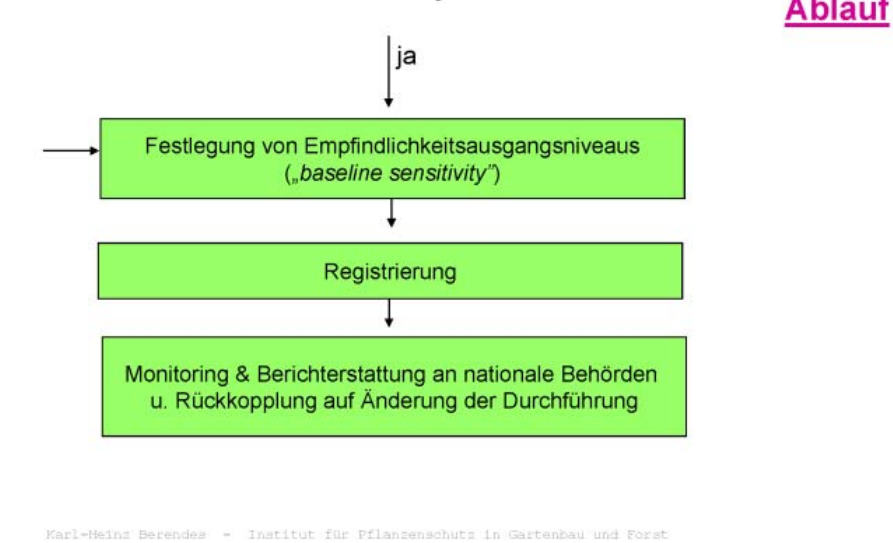 Ablauf
ja
Festlegung von Empfindlichkeitsausgangsniveaus
(„baseline sensitivity”)
Registrierung
Monitoring & Berichterstattung an nationale Behörden
u. Rückkopplung auf Änderung der Durchführung
Karl-Heinz Berendes - Institut für Pflanzenschutz in Gartenbau und Forst